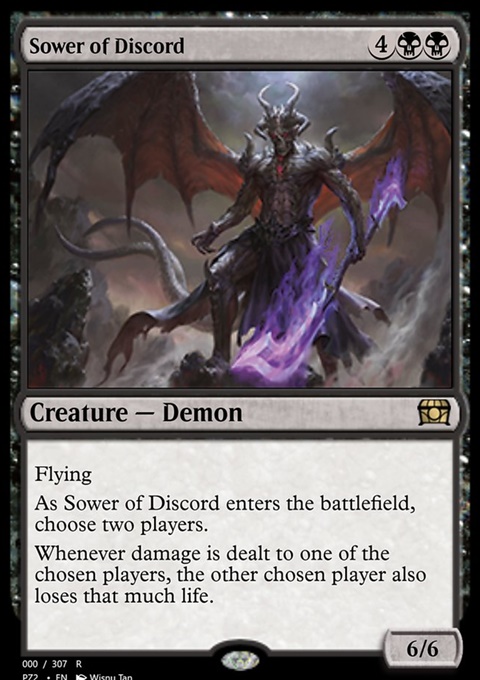 Sower of Discord 4
Creature — Demon
Flying
As Sower of Discord enters the battlefield,
choose two players.
Whenever damage is dealt to one of the
chosen players, the other chosen player also
loses that much life.
6/6
000 / 307 R
PZ2 • EN Wisnu Tan